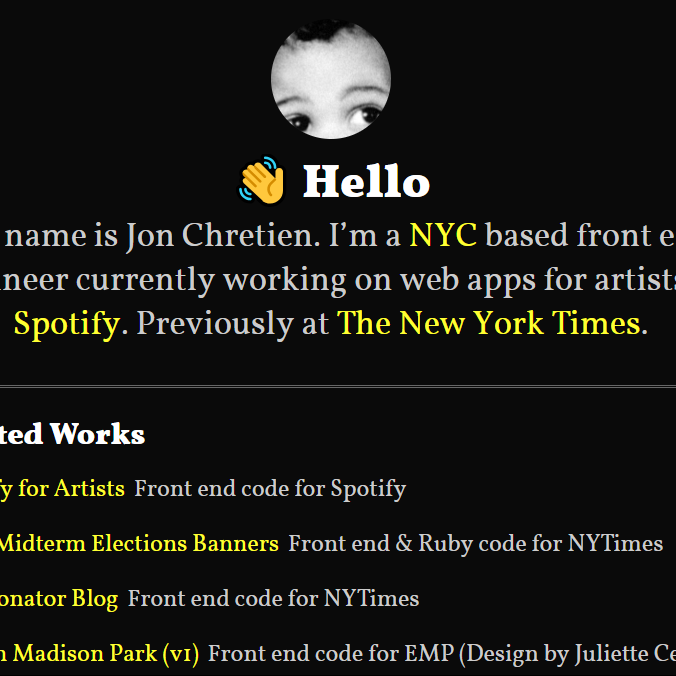 Hello
name is Jon Chretien. I’m a NYC based front e
neer currently working on web apps for artists
Spotify. Previously at The New York Times.
ted Works
fy for Artists Front end code for Spotify
Midterm Elections Banners Front end & Ruby code for NYTimes
onator Blog Front end code for NYTimes
n Madison Park (v1) Front end code for EMP (Design by Juliette Ce